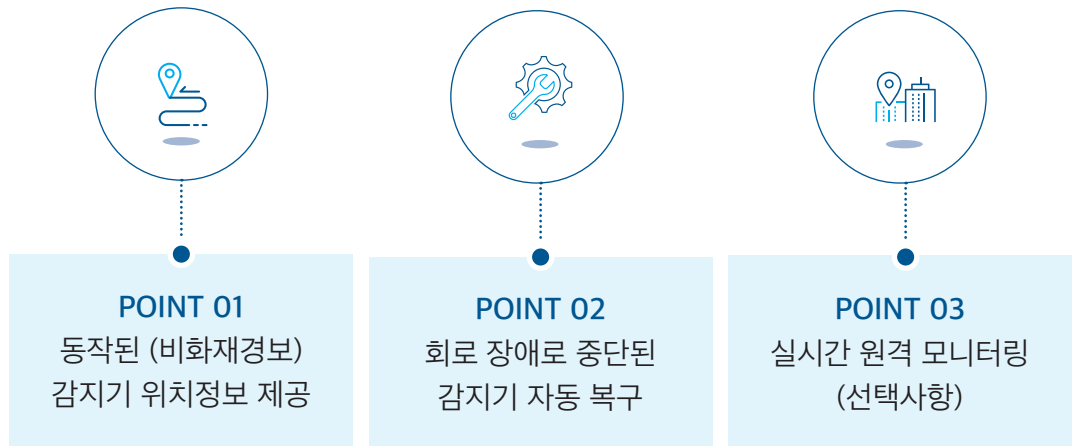 POINT 01
동작된 (비화재경보)
감지기 위치정보 제공
POINT 02
회로 장애로 중단된
감지기 자동 복구
POINT 03
실시간 원격 모니터링
(선택사항)